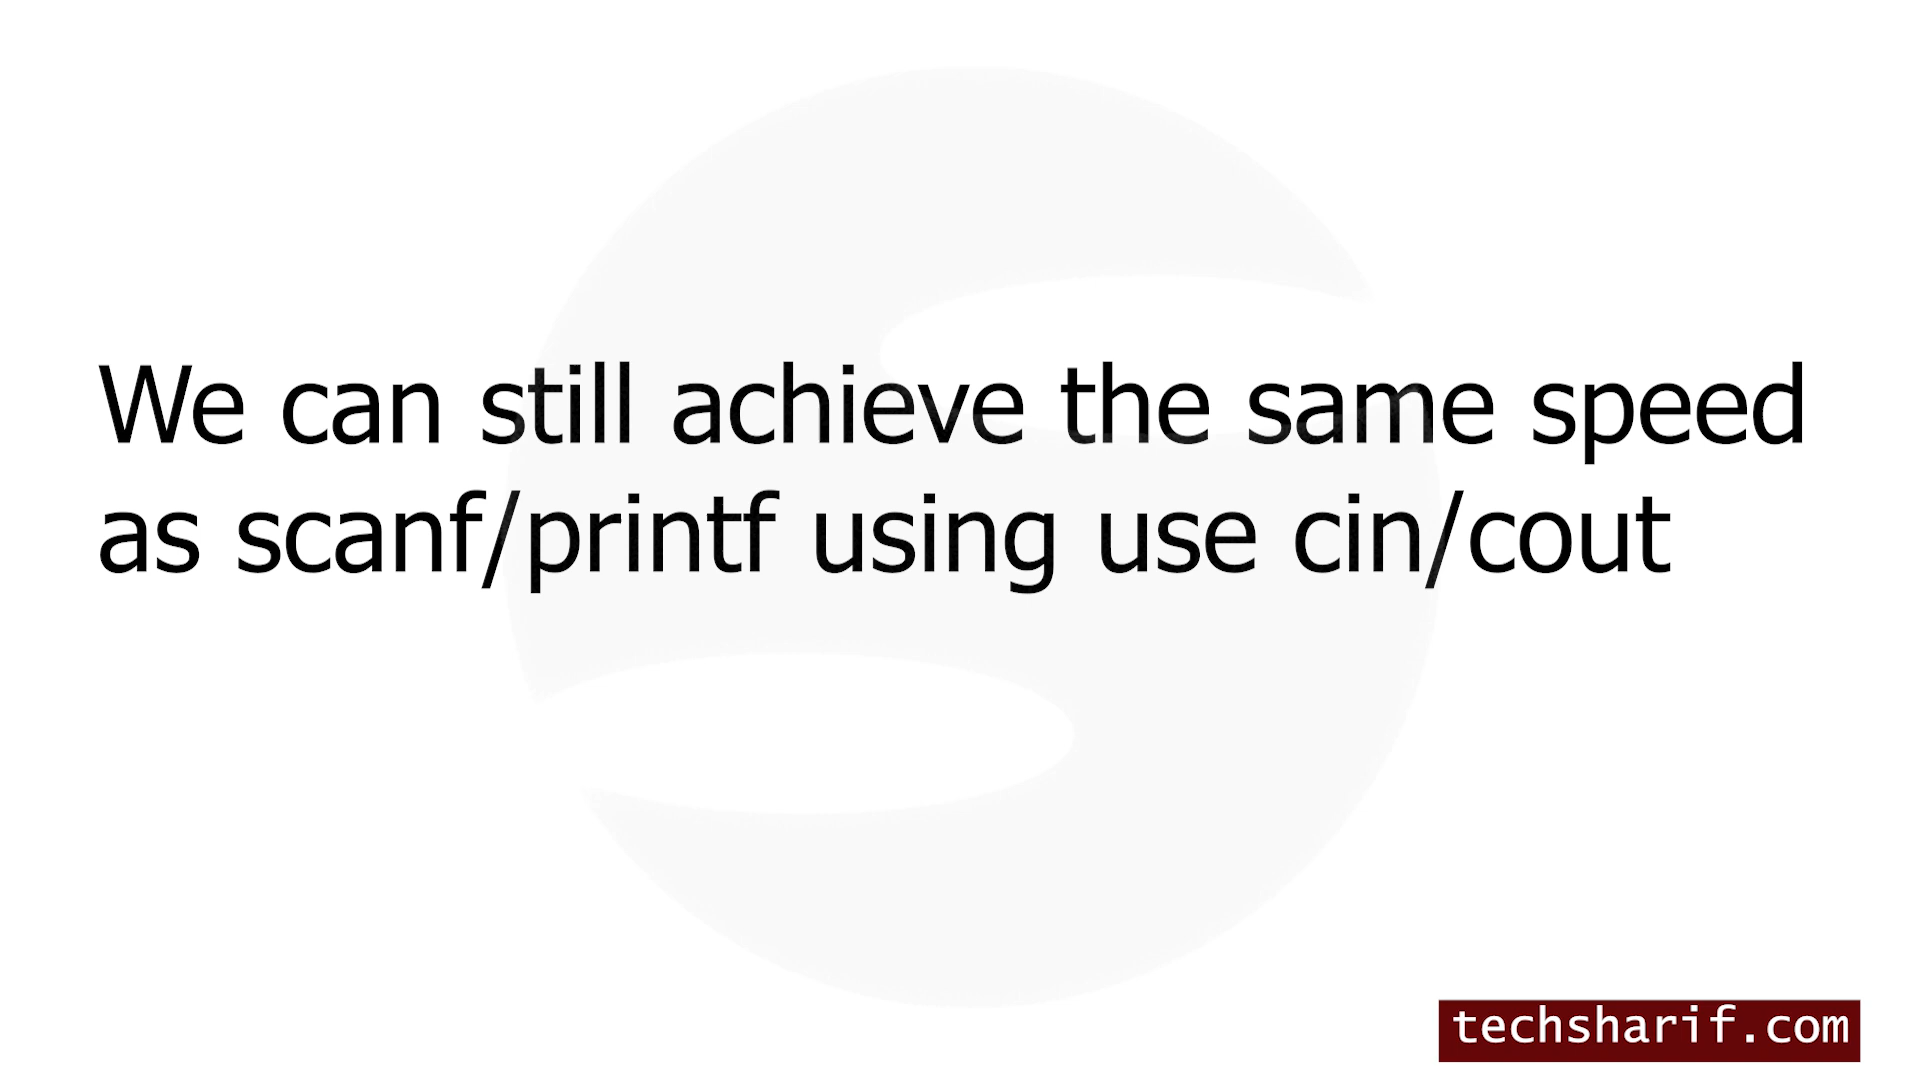 We can still achieve the same speed
as scanf/printf using use cin/cout
techsharif.com